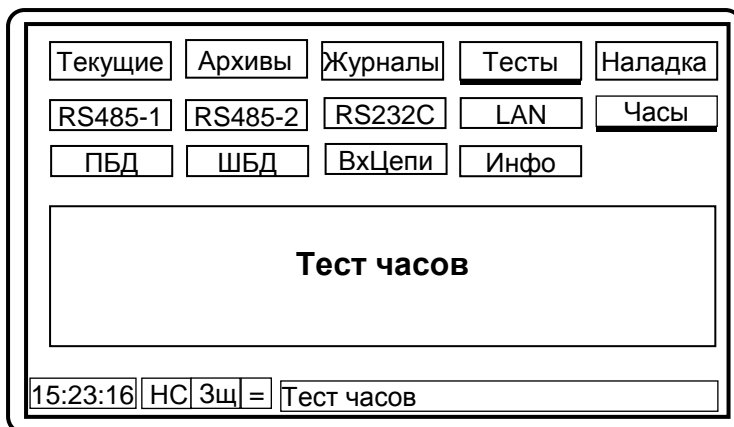 Текущие Архивы Журналы Тесты Наладка
RS485-1 RS485-2 RS232C LAN Часы
ПБД ШБД ВхЦепи Инфо
Тест часов
15:23:16 НС Зщ = Тест часов